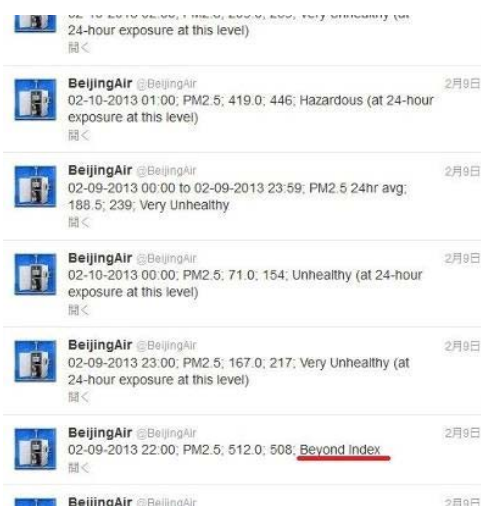 24-hour exposure at this level)
開く
BeijingAir @BeijingAir 2月9日
02-10-2013 01:00; PM2.5; 419.0; 446; Hazardous (at 24-hour
exposure at this level)
開く
BeijingAir @BeijingAir 2月9日
02-09-2013 00:00 to 02-09-2013 23:59; PM2.5 24hr avg;
188.5; 239; Very Unhealthy
開く
BeijingAir @BeijingAir 2月9日
02-10-2013 00:00; PM2.5; 71.0; 154; Unhealthy (at 24-hour
exposure at this level)
開く
BeijingAir @BeijingAir 2月9日
02-09-2013 23:00; PM2.5; 167.0; 217; Very Unhealthy (at
24-hour exposure at this level)
開く
BeijingAir @BeijingAir 2月9日
02-09-2013 22:00; PM2.5; 512.0; 508; Beyond Index
開く
BeijingAir @BeijingAir 2月9日